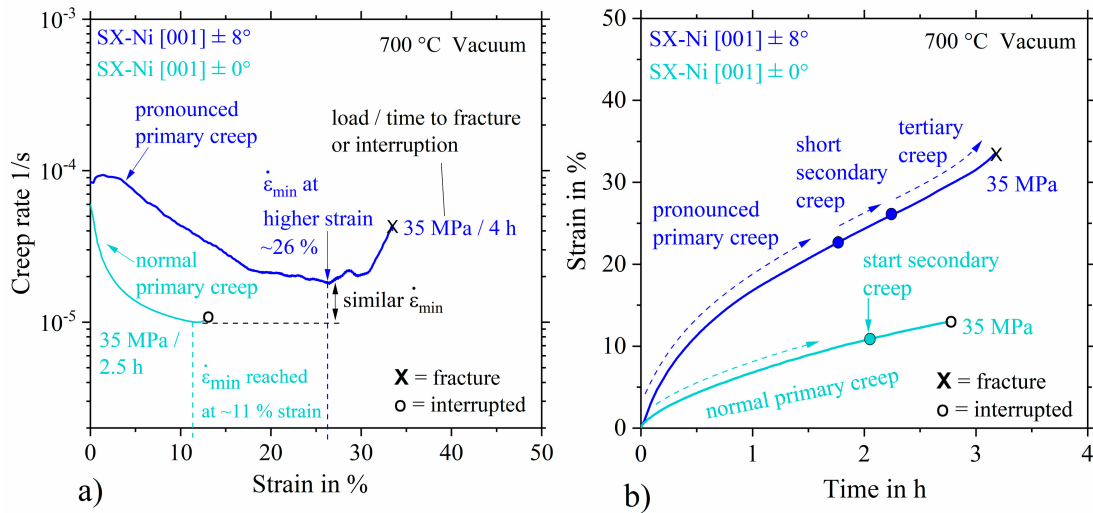 SX-Ni [001] ± 8°
SX-Ni [001] ± 0°
700 °C Vacuum
pronounced
primary creep
load / time to fracture
or interruption
ε̇min at
higher strain
~26 %
35 MPa / 4 h
normal
primary creep
similar ε̇min
35 MPa /
2.5 h
ε̇min reached
at ~11 % strain
X = fracture
o = interrupted
Creep rate 1/s
10⁻³
10⁻⁴
10⁻⁵
0 10 20 30 40 50
Strain in %
a)
SX-Ni [001] ± 8°
SX-Ni [001] ± 0°
700 °C Vacuum
tertiary
creep
short
secondary
creep
pronounced
primary creep
35 MPa
start secondary
creep
35 MPa
normal primary creep
X = fracture
o = interrupted
Strain in %
50
40
30
20
10
0
0 1 2 3 4
Time in h
b)